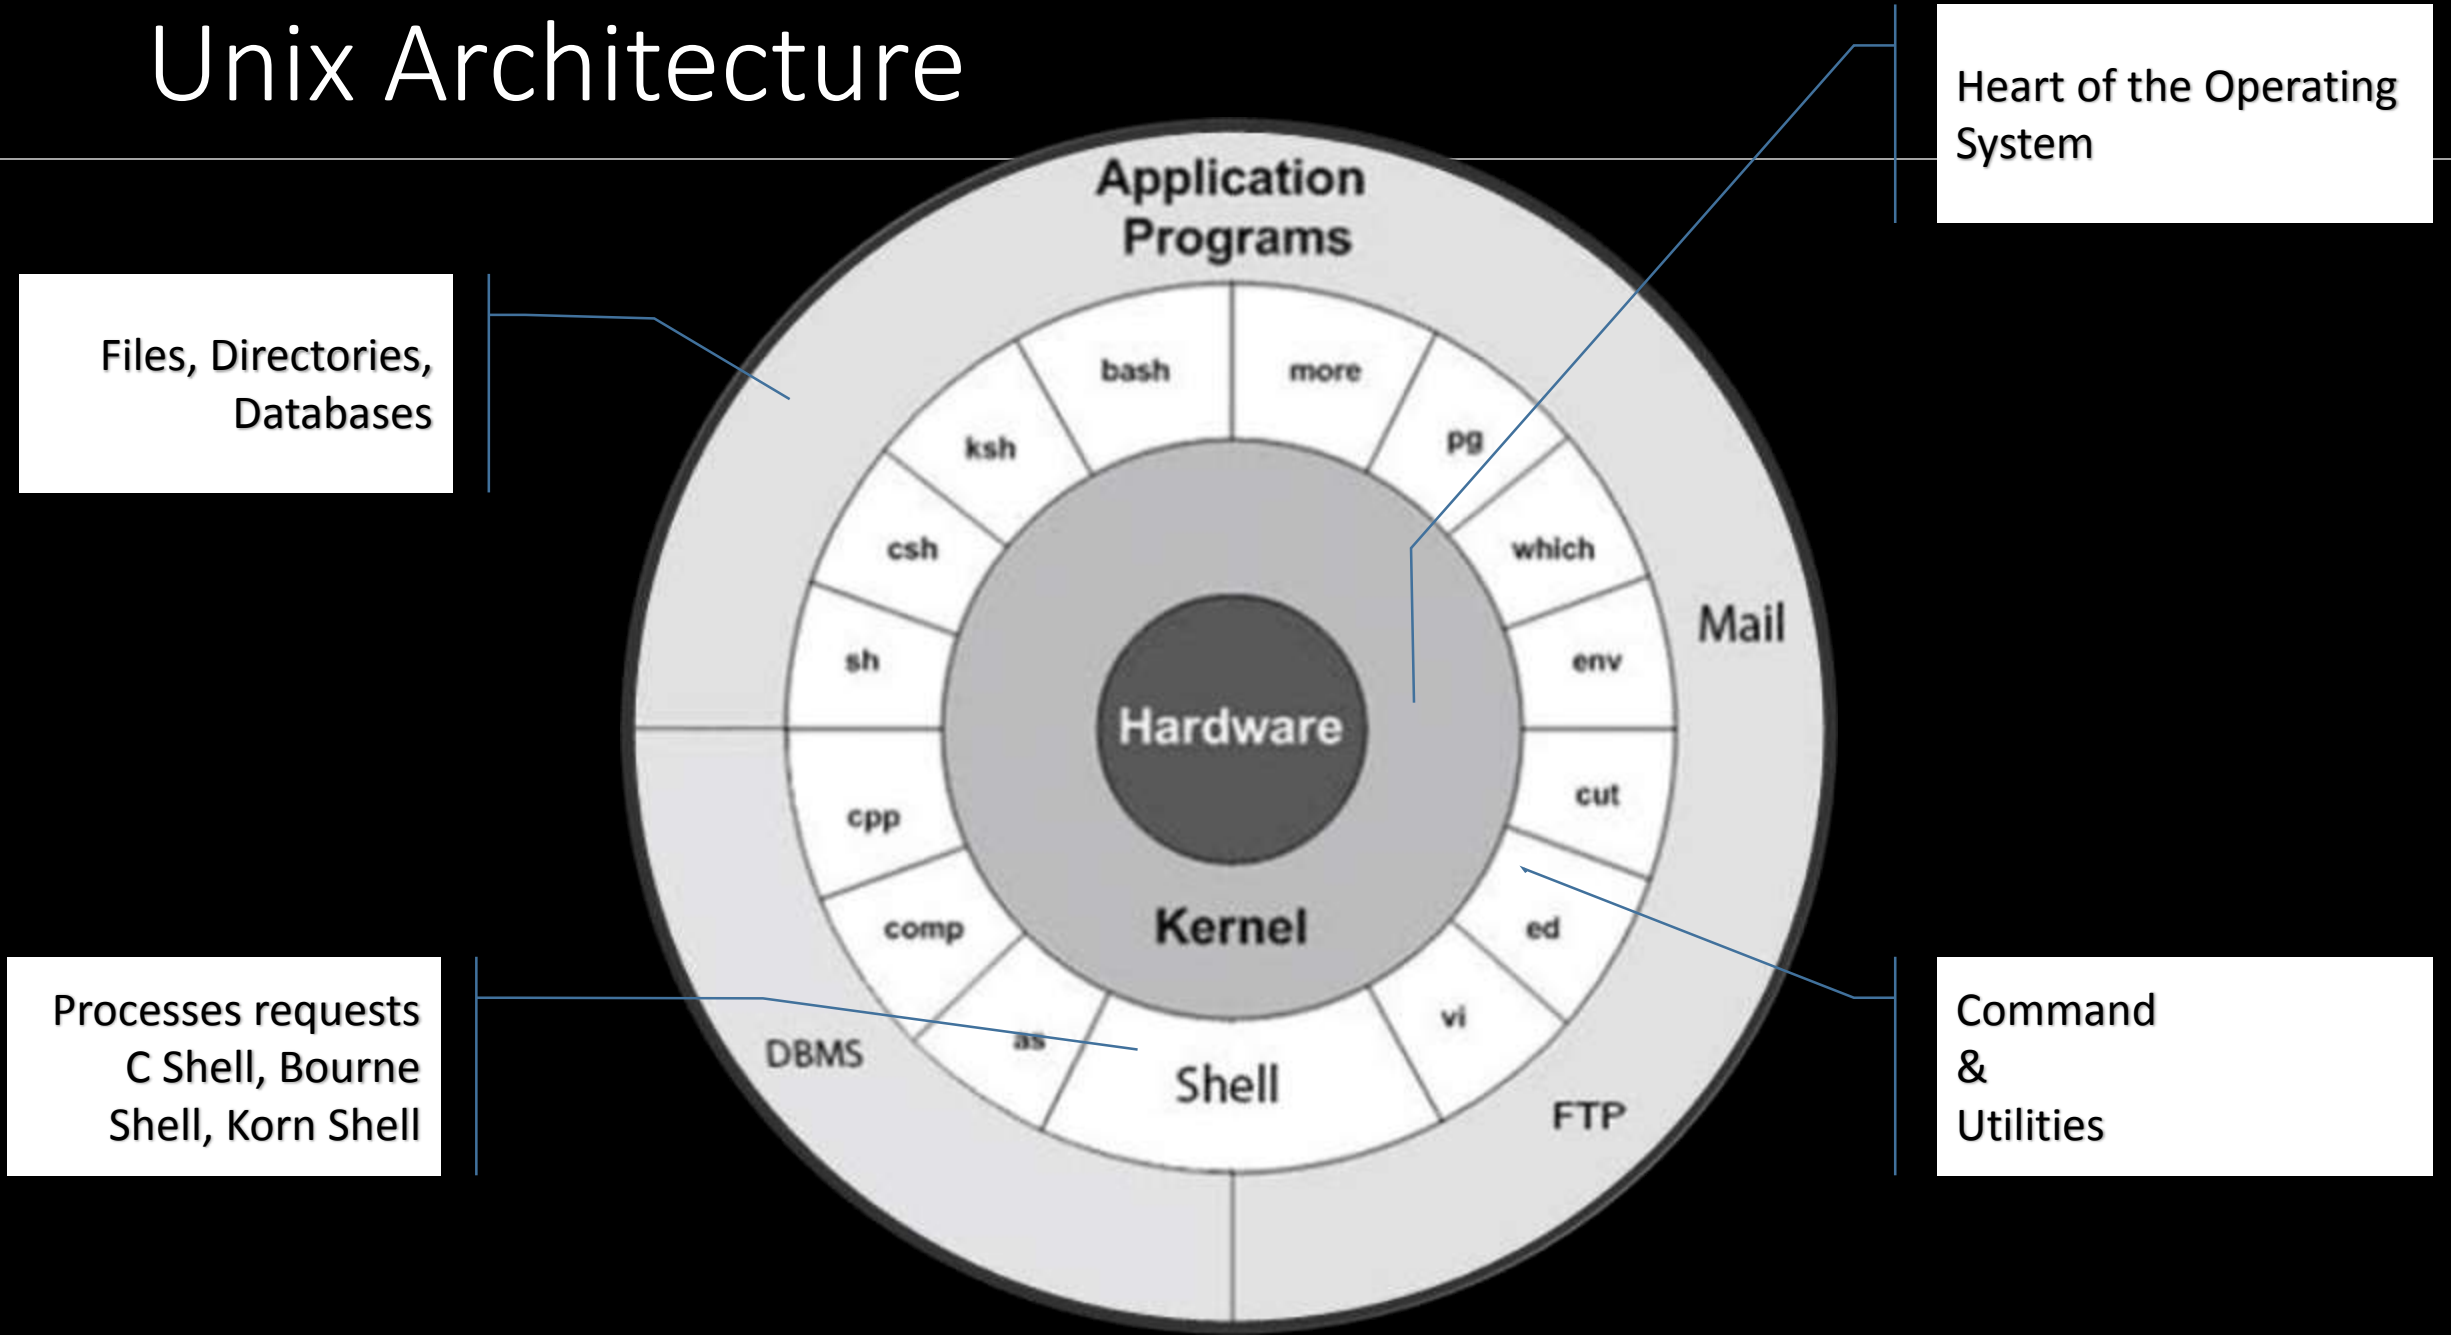 Unix Architecture
Heart of the Operating
System
Application
Programs
Files, Directories,
Databases
bash
more
ksh
pg
csh
which
sh
env
Mail
Hardware
cpp
cut
comp
Kernel
ed
as
vi
DBMS
Shell
FTP
Processes requests
C Shell, Bourne
Shell, Korn Shell
Command
&
Utilities